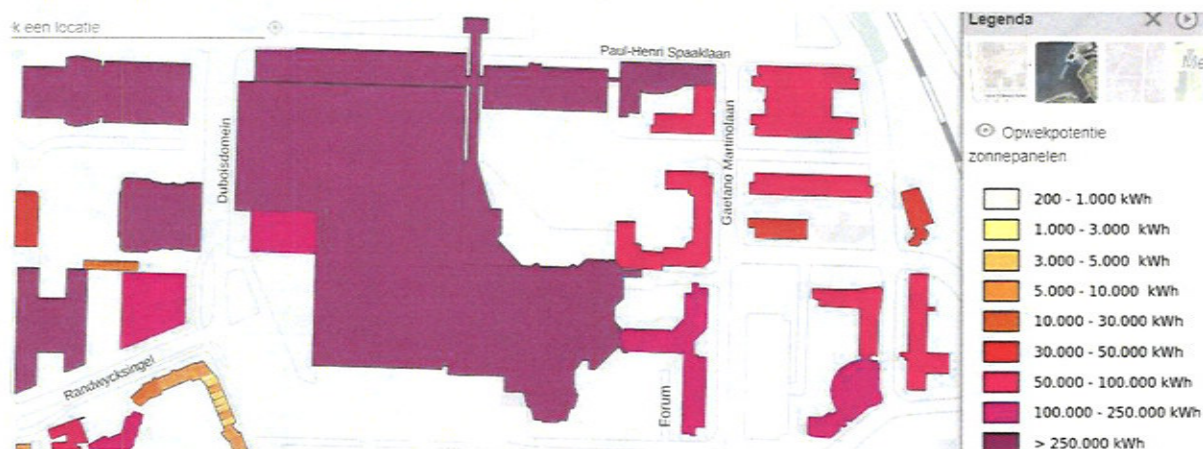 k een locatie
Paul-Henri Spaaklaan
Duboisdomein
Gaetano Martinolaan
Randwycksingel
Forum
Legenda
Me
Opwekpotentie
zonnepanelen
200 - 1.000 kWh
1.000 - 3.000 kWh
3.000 - 5.000 kWh
5.000 - 10.000 kWh
10.000 - 30.000 kWh
30.000 - 50.000 kWh
50.000 - 100.000 kWh
100.000 - 250.000 kWh
> 250.000 kWh